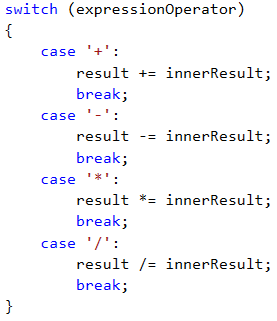 switch (expressionOperator)
{
    case '+':
        result += innerResult;
        break;
    case '-':
        result -= innerResult;
        break;
    case '*':
        result *= innerResult;
        break;
    case '/':
        result /= innerResult;
        break;
}